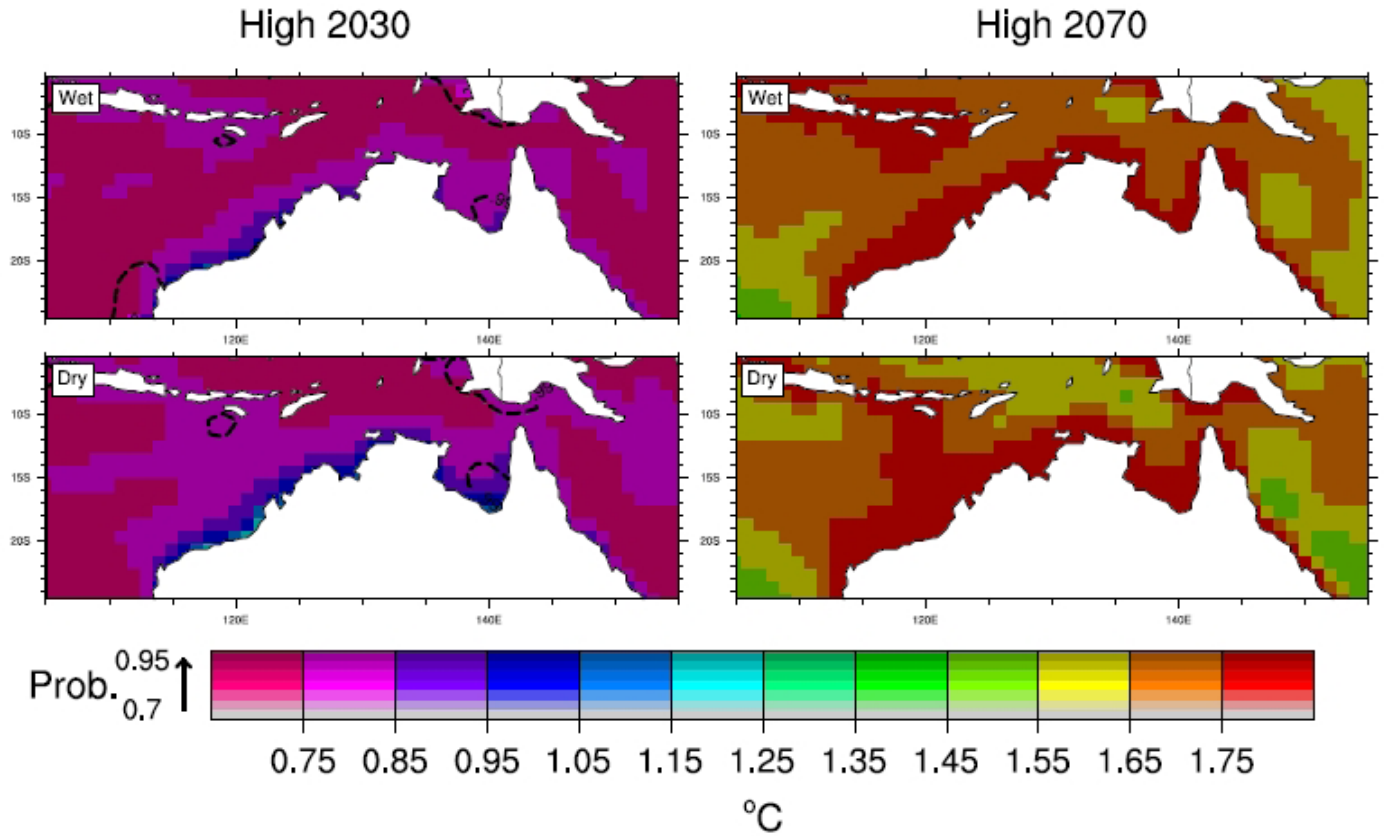 High 2030 High 2070
Wet Wet
10S 10S
15S 15S
20S 20S
120E 140E 120E 140E
Dry Dry
10S 10S
15S 15S
20S 20S
120E 140E 120E 140E
0.95
Prob.
0.7
0.75 0.85 0.95 1.05 1.15 1.25 1.35 1.45 1.55 1.65 1.75
°C